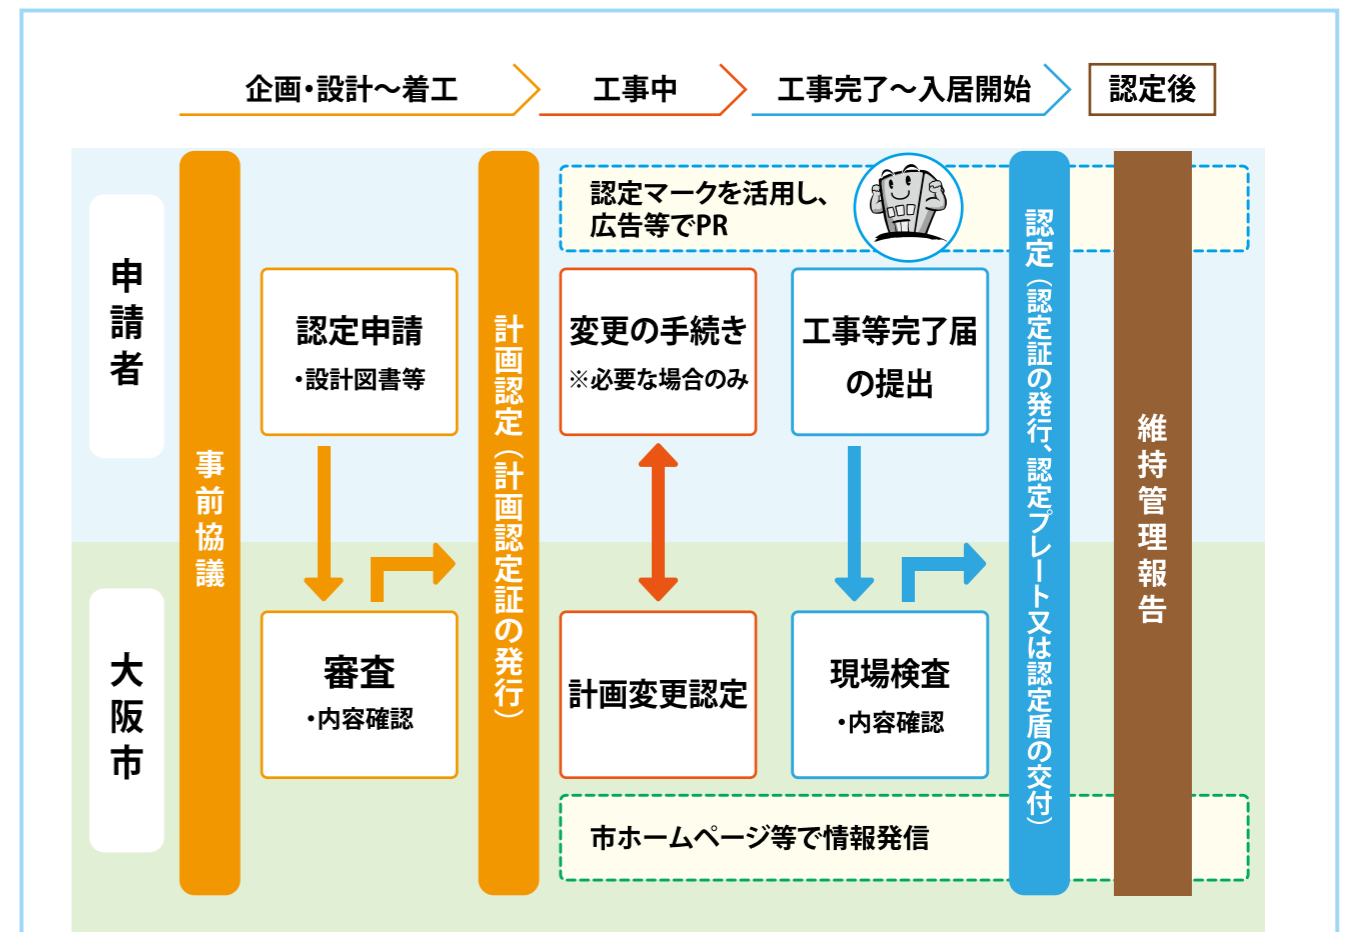 企画・設計～着工
工事中
工事完了～入居開始
認定後
申請者
大阪市
事前協議
認定申請
・設計図書等
審査
・内容確認
計画認定（計画認定証の発行）
認定マークを活用し、
広告等でPR
変更の手続き
※必要な場合のみ
計画変更認定
工事等完了届
の提出
現場検査
・内容確認
市ホームページ等で情報発信
認定（認定証の発行、認定プレート又は認定盾の交付）
維持管理報告